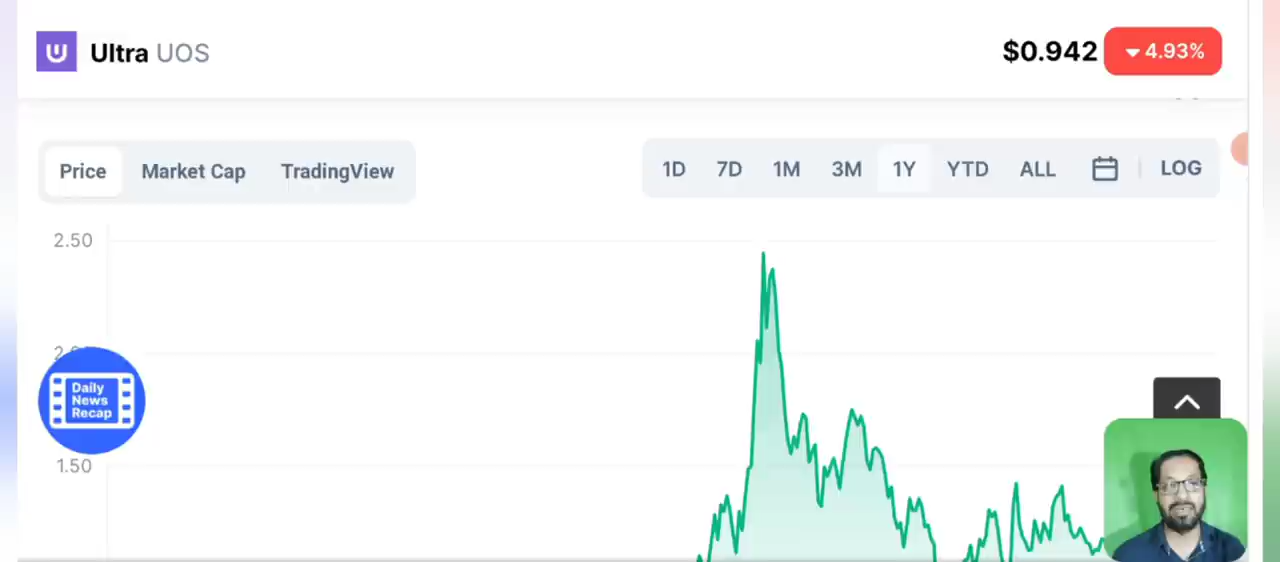 Ultra UOS
$0.942 4.93%
Price Market Cap TradingView
1D 7D 1M 3M 1Y YTD ALL LOG
2.50
Daily
News
Recap
1.50